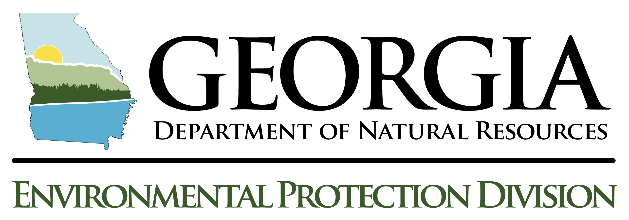 GEORGIA
DEPARTMENT OF NATURAL RESOURCES
ENVIRONMENTAL PROTECTION DIVISION